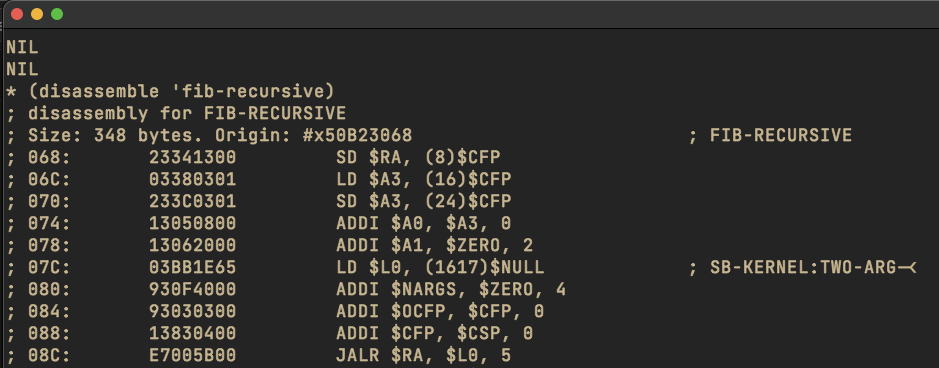 NIL
NIL
* (disassemble 'fib-recursive)
; disassembly for FIB-RECURSIVE
; Size: 348 bytes. Origin: #x50B23068 ; FIB-RECURSIVE
; 068: 23341300 SD $RA, (8)$CFP
; 06C: 03380301 LD $A3, (16)$CFP
; 070: 233C0301 SD $A3, (24)$CFP
; 074: 13050800 ADDI $A0, $A3, 0
; 078: 13062000 ADDI $A1, $ZERO, 2
; 07C: 03BB1E65 LD $L0, (1617)$NULL ; SB-KERNEL:TWO-ARG-<
; 080: 930F4000 ADDI $NARGS, $ZERO, 4
; 084: 93030300 ADDI $OCFP, $CFP, 0
; 088: 13830400 ADDI $CFP, $CSP, 0
; 08C: E7005B00 JALR $RA, $L0, 5